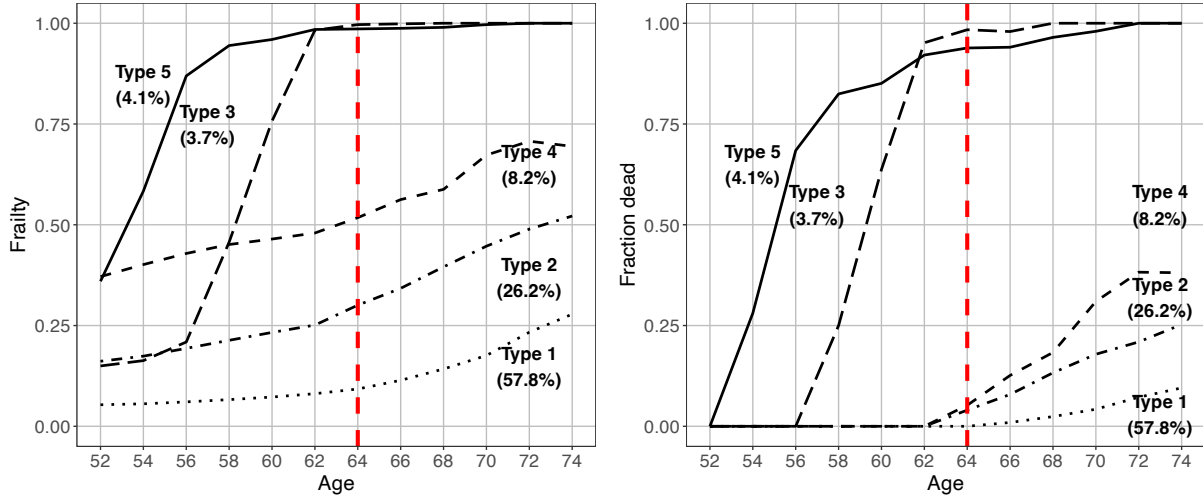 Frailty
1.00
0.75
0.50
0.25
0.00
Type 5
(4.1%)
Type 3
(3.7%)
Type 4
(8.2%)
Type 2
(26.2%)
Type 1
(57.8%)
52 54 56 58 60 62 64 66 68 70 72 74
Age
Fraction dead
1.00
0.75
0.50
0.25
0.00
Type 5
(4.1%)
Type 3
(3.7%)
Type 4
(8.2%)
Type 2
(26.2%)
Type 1
(57.8%)
52 54 56 58 60 62 64 66 68 70 72 74
Age